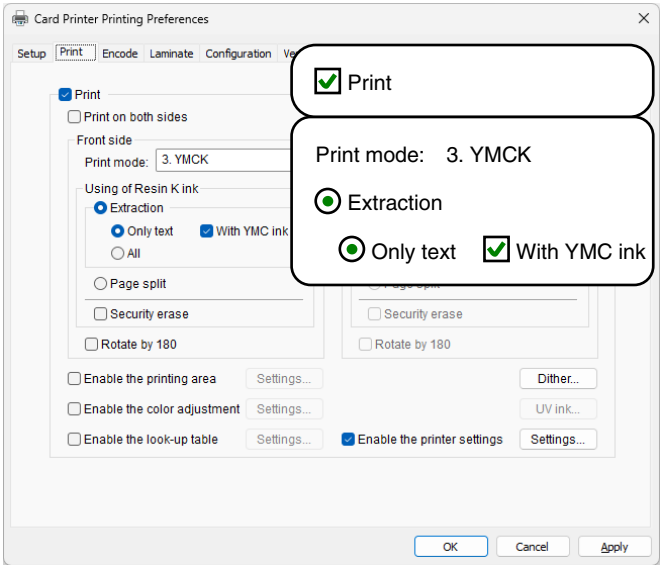 Card Printer Printing Preferences
Setup Print Encode Laminate Configuration
Print
Print
Print on both sides
Front side
Print mode: 3. YMCK
Print mode: 3. YMCK
Using of Resin K ink
Extraction
Extraction
Only text With YMC ink
Only text With YMC ink
All
Page split
Security erase
Security erase
Rotate by 180
Rotate by 180
Enable the printing area Settings...
Dither...
Enable the color adjustment Settings...
UV ink...
Enable the look-up table Settings...
Enable the printer settings Settings...
OK Cancel Apply